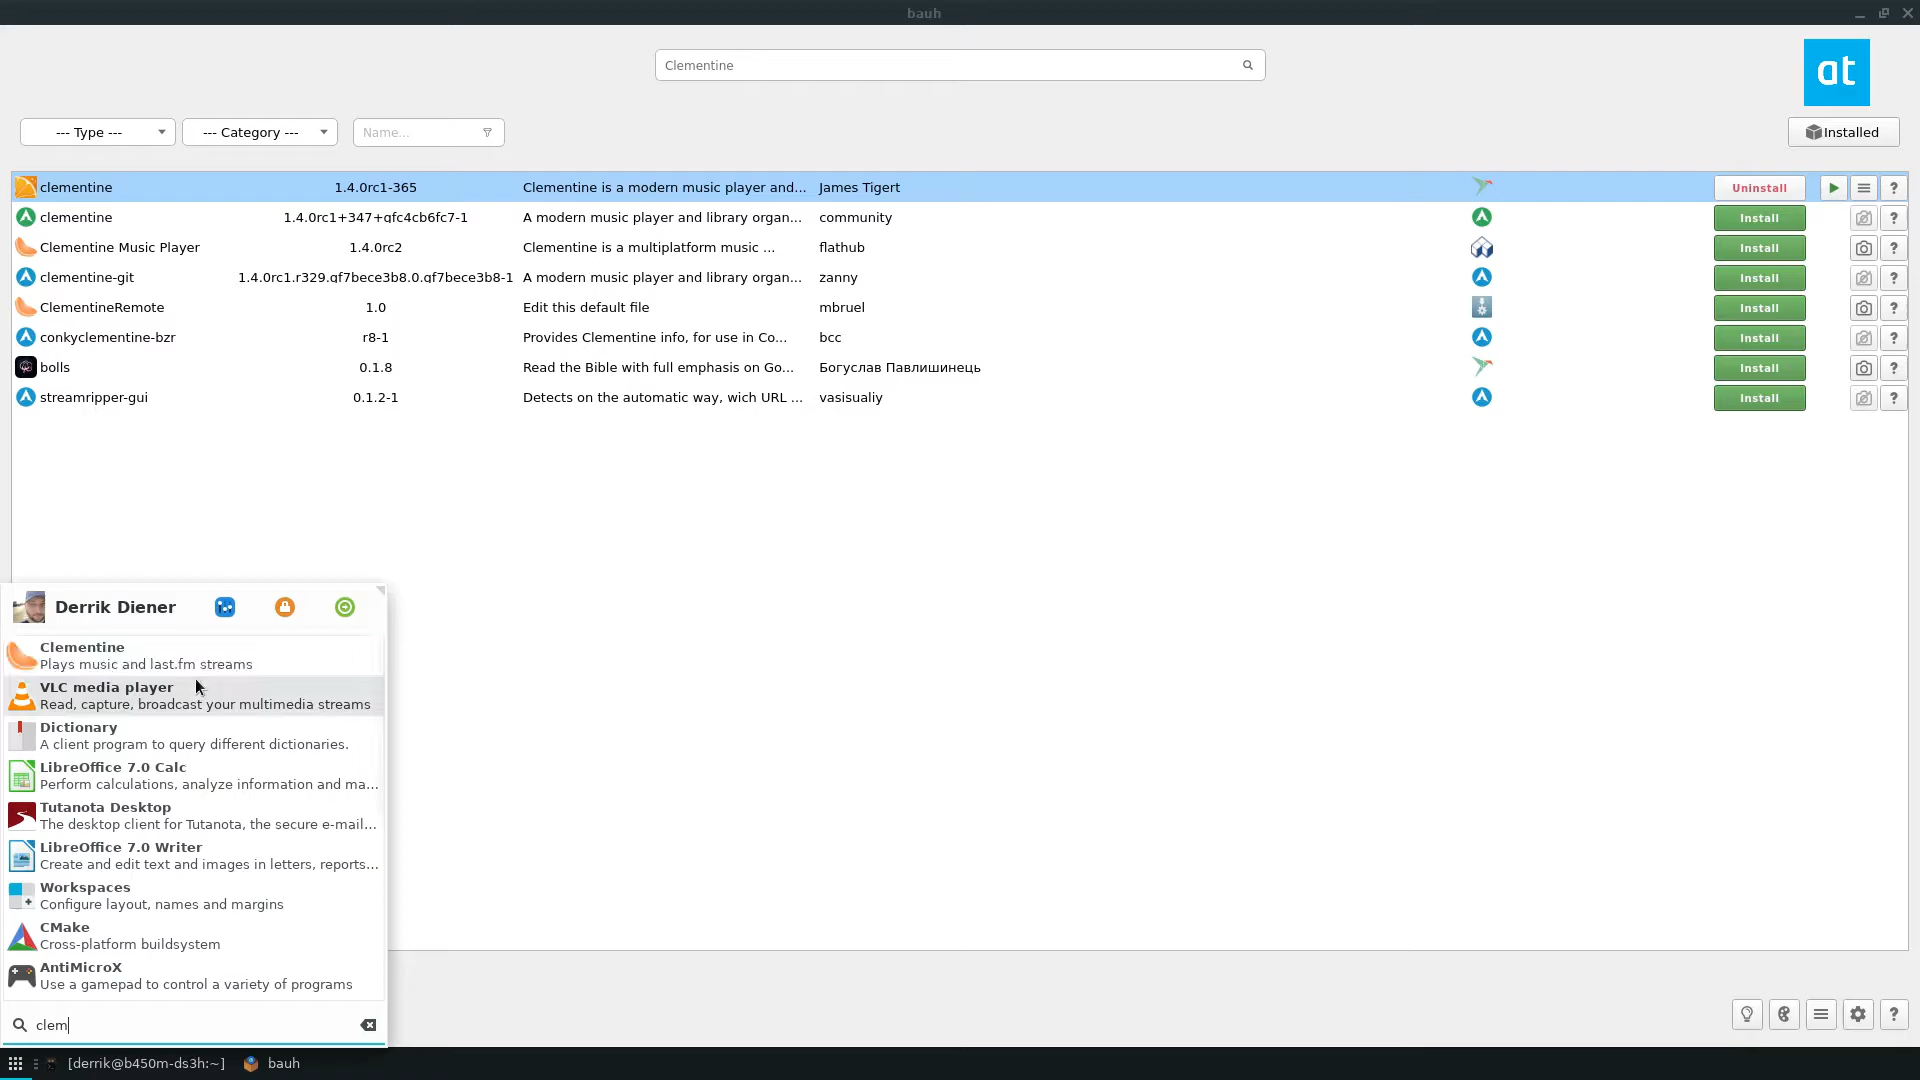 bauh
Clementine
at
--- Type ---
--- Category ---
Name...
Installed
clementine 1.4.0rc1-365 Clementine is a modern music player and... James Tigert Uninstall ?
clementine 1.4.0rc1+347+gfc4cb6fc7-1 A modern music player and library organ... community Install ?
Clementine Music Player 1.4.0rc2 Clementine is a multiplatform music ... flathub Install ?
clementine-git 1.4.0rc1.r329.gf7bece3b8.0.gf7bece3b8-1 A modern music player and library organ... zanny Install ?
ClementineRemote 1.0 Edit this default file mbruel Install ?
conkyclementine-bzr r8-1 Provides Clementine info, for use in Co... bcc Install ?
bolls 0.1.8 Read the Bible with full emphasis on Go... Богуслав Павлишинець Install ?
streamripper-gui 0.1.2-1 Detects on the automatic way, wich URL ... vasisualiy Install ?
Derrik Diener
Clementine
Plays music and last.fm streams
VLC media player
Read, capture, broadcast your multimedia streams
Dictionary
A client program to query different dictionaries.
LibreOffice 7.0 Calc
Perform calculations, analyze information and ma...
Tutanota Desktop
The desktop client for Tutanota, the secure e-mail...
LibreOffice 7.0 Writer
Create and edit text and images in letters, reports...
Workspaces
Configure layout, names and margins
CMake
Cross-platform buildsystem
AntiMicroX
Use a gamepad to control a variety of programs
clem
?
[derrik@b450m-ds3h:~]
bauh